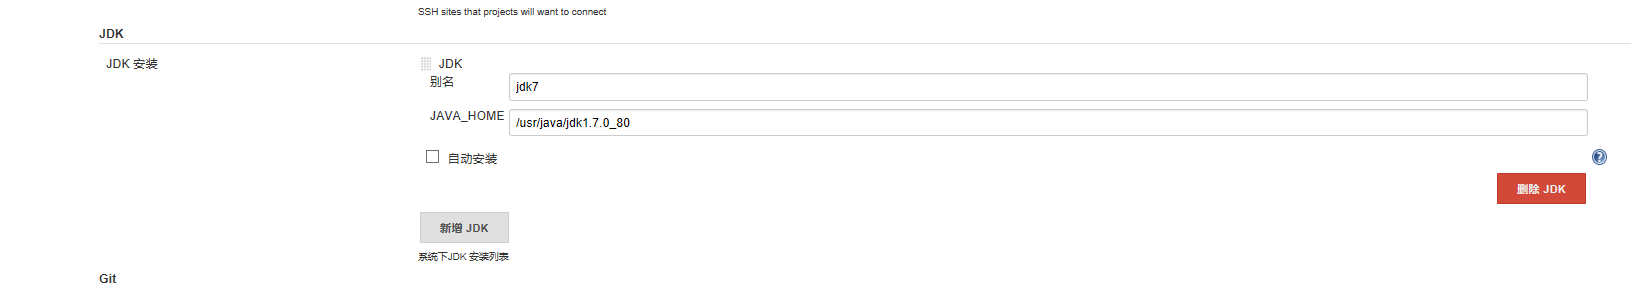 SSH sites that projects will want to connect
JDK
JDK 安装
JDK
别名
jdk7
JAVA_HOME
/usr/java/jdk1.7.0_80
自动安装
?
删除 JDK
新增 JDK
系统下JDK 安装列表
Git